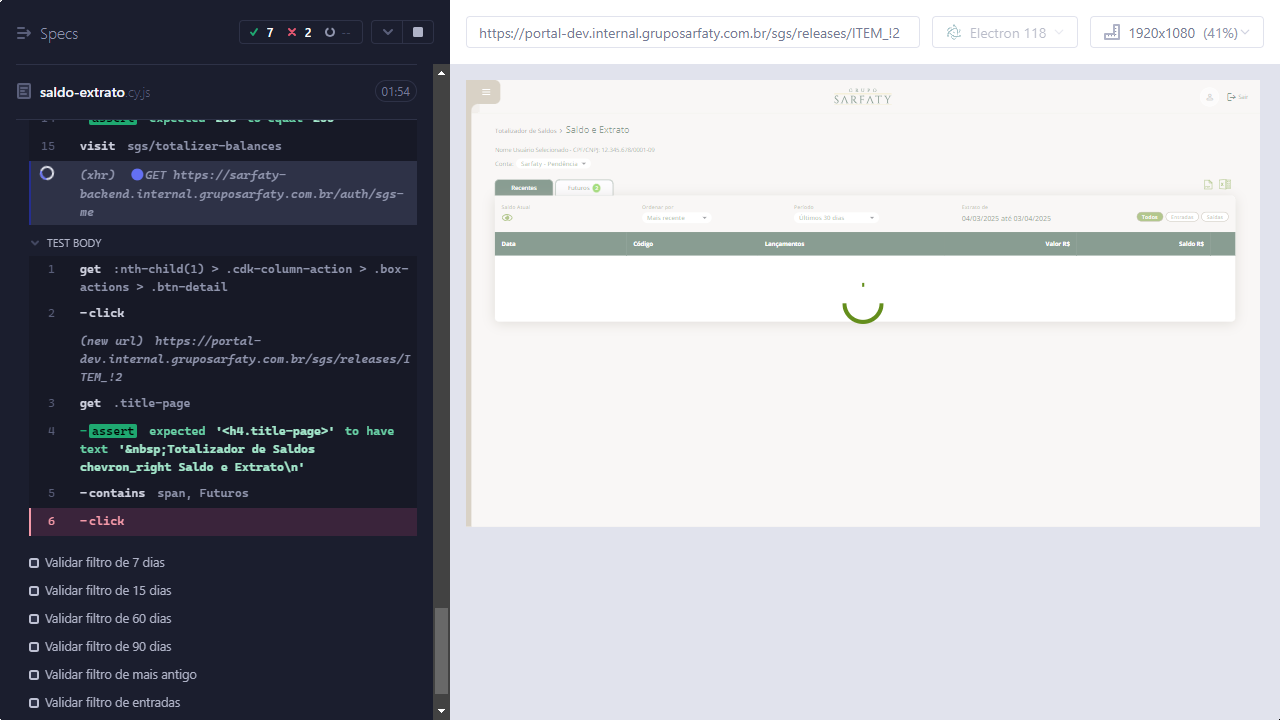 Specs
7
2
--
saldo-extrato.cy.js
01:54
15 visit sgs/totalizer-balances
(xhr) GET https://sarfaty-
backend.internal.gruposarfaty.com.br/auth/sgs-
me
TEST BODY
1 get :nth-child(1) > .cdk-column-action > .box-
actions > .btn-detail
2 -click
(new url) https://portal-
dev.internal.gruposarfaty.com.br/sgs/releases/I
TEM_!2
3 get .title-page
4 -assert expected '<h4.title-page>' to have
text '&nbsp;Totalizador de Saldos
chevron_right Saldo e Extrato\n'
5 -contains span, Futuros
6 -click
Validar filtro de 7 dias
Validar filtro de 15 dias
Validar filtro de 60 dias
Validar filtro de 90 dias
Validar filtro de mais antigo
Validar filtro de entradas
https://portal-dev.internal.gruposarfaty.com.br/sgs/releases/ITEM_!2
Electron 118
1920x1080 (41%)
GRUPO
SARFATY
Sair
Totalizador de Saldos > Saldo e Extrato
Nome Usuário Selecionado - CPF/CNPJ: 12.345.678/0001-09
Conta: Sarfaty - Pendência
Recentes
Futuros
Saldo Atual
Ordenar por
Mais recente
Período
Últimos 30 dias
Extrato de
04/03/2025 até 03/04/2025
Todos
Entradas
Saídas
Data Código Lançamentos Valor R$ Saldo R$